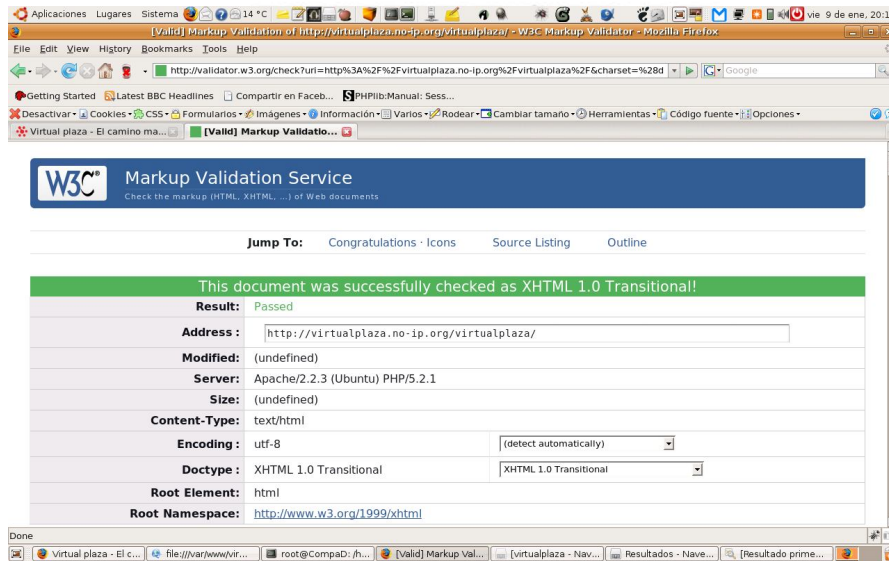 Aplicaciones Lugares Sistema 14 °C vie 9 de ene, 20:1
[Valid] Markup Validation of http://virtualplaza.no-ip.org/virtualplaza/ - W3C Markup Validator - Mozilla Firefox
File Edit View History Bookmarks Tools Help
http://validator.w3.org/check?uri=http%3A%2F%2Fvirtualplaza.no-ip.org%2Fvirtualplaza%2F&charset=%28d G Google
Getting Started Latest BBC Headlines Compartir en Faceb... PHPlib:Manual: Sess...
Desactivar Cookies CSS Formularios Imágenes Información Varios Rodear Cambiar tamaño Herramientas Código fuente Opciones
Virtual plaza - El camino ma... [Valid] Markup Validatio...
W3C® Markup Validation Service
Check the markup (HTML, XHTML, ...) of Web documents
Jump To: Congratulations · Icons Source Listing Outline
This document was successfully checked as XHTML 1.0 Transitional!
Result: Passed
Address : http://virtualplaza.no-ip.org/virtualplaza/
Modified: (undefined)
Server: Apache/2.2.3 (Ubuntu) PHP/5.2.1
Size: (undefined)
Content-Type: text/html
Encoding : utf-8 (detect automatically)
Doctype : XHTML 1.0 Transitional XHTML 1.0 Transitional
Root Element: html
Root Namespace: http://www.w3.org/1999/xhtml
Done
Virtual plaza - El c... file:///var/www/vir... root@CompaD: /h... [Valid] Markup Val... [virtualplaza - Nav... Resultados - Nave... [Resultado prime...